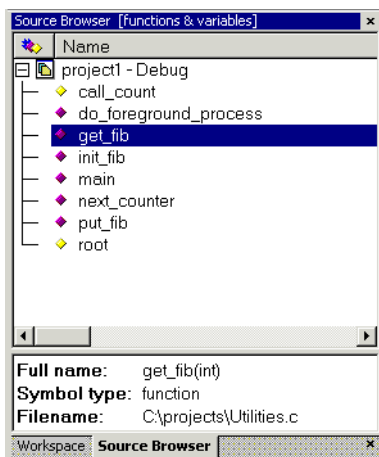 Source Browser [functions & variables]
Name
project1 - Debug
call_count
do_foreground_process
get_fib
init_fib
main
next_counter
put_fib
root
Full name: get_fib(int)
Symbol type: function
Filename: C:\projects\Utilities.c
Workspace Source Browser